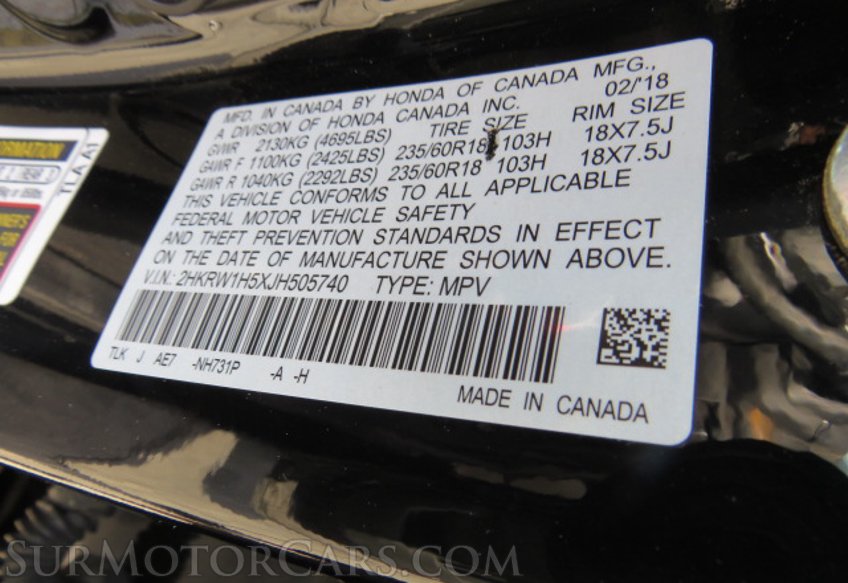 MFD. IN CANADA BY HONDA OF CANADA MFG.,
A DIVISION OF HONDA CANADA INC. 02/'18
GVWR 2130KG (4695LBS) TIRE SIZE RIM SIZE
GAWR F 1100KG (2425LBS) 235/60R18 103H 18X7.5J
GAWR R 1040KG (2292LBS) 235/60R18 103H 18X7.5J
THIS VEHICLE CONFORMS TO ALL APPLICABLE
FEDERAL MOTOR VEHICLE SAFETY
AND THEFT PREVENTION STANDARDS IN EFFECT
ON THE DATE OF MANUFACTURE SHOWN ABOVE.
V.I.N.: 2HKRW1H5XJH505740 TYPE: MPV
TLK J AE7 -NH731P -A -H
MADE IN CANADA
TLA A1
SURMOTORCARS.COM